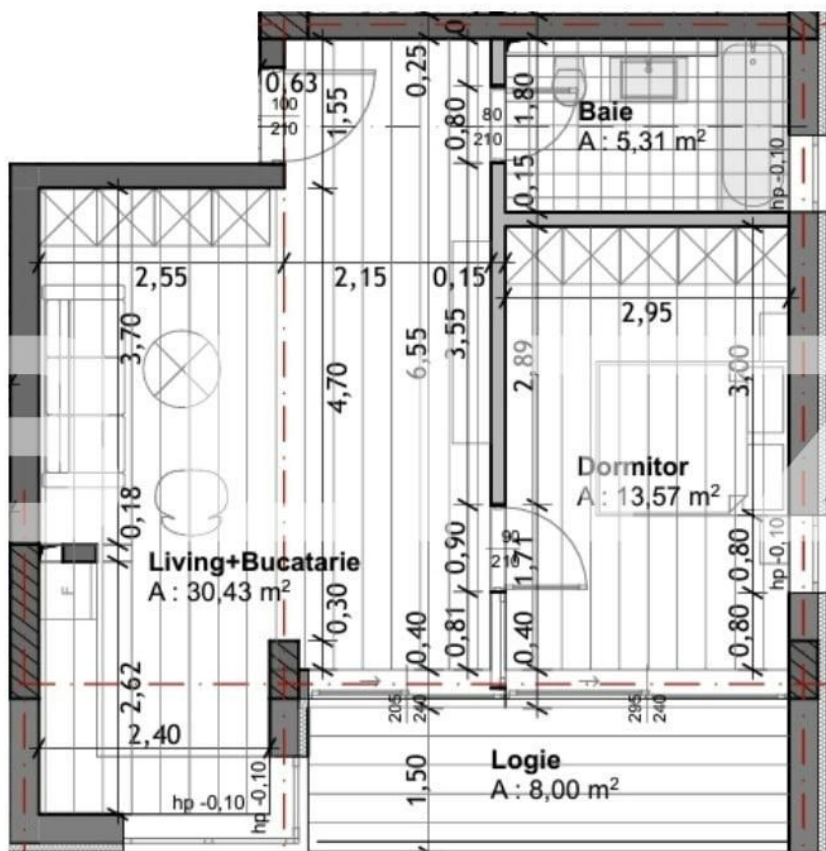 0,63
100
210
1,55
0,25
0,80
80
210
1,80
0,15
Baie
A : 5,31 m²
hp -0,10
2,55
2,15
0,15
2,95
3,70
4,70
6,55
3,55
2,89
Dormitor
A : 13,57 m²
0,18
0,90
90
210
1,71
0,80
hp -0,10
Living+Bucatarie
A : 30,43 m²
F
0,30
0,40
0,81
0,40
0,80
2,62
2,40
205
240
295
240
hp -0,10
hp -0,10
1,50
Logie
A : 8,00 m²